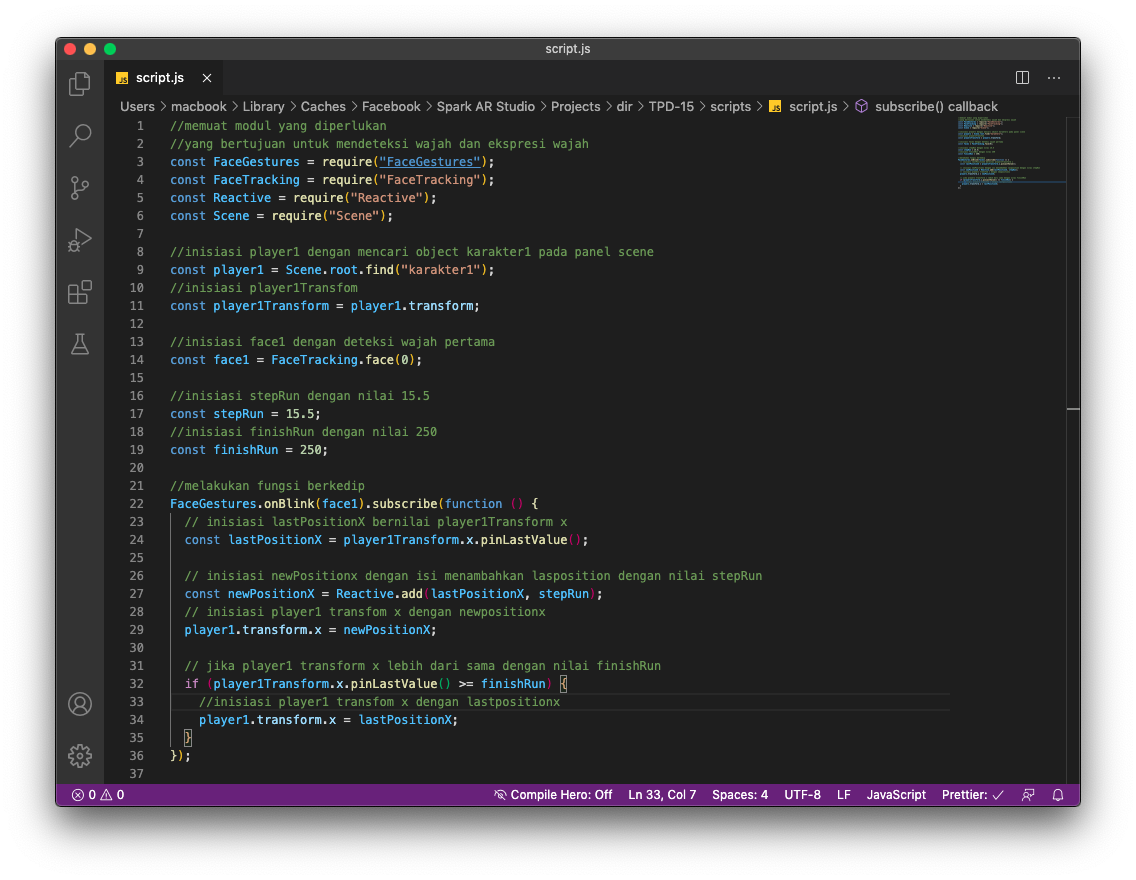 script.js
script.js
Users > macbook > Library > Caches > Facebook > Spark AR Studio > Projects > dir > TPD-15 > scripts > script.js > subscribe() callback
1 //memuat modul yang diperlukan
2 //yang bertujuan untuk mendeteksi wajah dan ekspresi wajah
3 const FaceGestures = require("FaceGestures");
4 const FaceTracking = require("FaceTracking");
5 const Reactive = require("Reactive");
6 const Scene = require("Scene");
7
8 //inisiasi player1 dengan mencari object karakter1 pada panel scene
9 const player1 = Scene.root.find("karakter1");
10 //inisiasi player1Transfom
11 const player1Transform = player1.transform;
12
13 //inisiasi face1 dengan deteksi wajah pertama
14 const face1 = FaceTracking.face(0);
15
16 //inisiasi stepRun dengan nilai 15.5
17 const stepRun = 15.5;
18 //inisiasi finishRun dengan nilai 250
19 const finishRun = 250;
20
21 //melakukan fungsi berkedip
22 FaceGestures.onBlink(face1).subscribe(function () {
23 // inisiasi lastPositionX bernilai player1Transform x
24 const lastPositionX = player1Transform.x.pinLastValue();
25
26 // inisiasi newPositionx dengan isi menambahkan lasposition dengan nilai stepRun
27 const newPositionX = Reactive.add(lastPositionX, stepRun);
28 // inisiasi player1 transfom x dengan newpositionx
29 player1.transform.x = newPositionX;
30
31 // jika player1 transform x lebih dari sama dengan nilai finishRun
32 if (player1Transform.x.pinLastValue() >= finishRun) {
33 //inisiasi player1 transfom x dengan lastpositionx
34 player1.transform.x = lastPositionX;
35 }
36 });
37
0 0 Compile Hero: Off Ln 33, Col 7 Spaces: 4 UTF-8 LF JavaScript Prettier: ✓